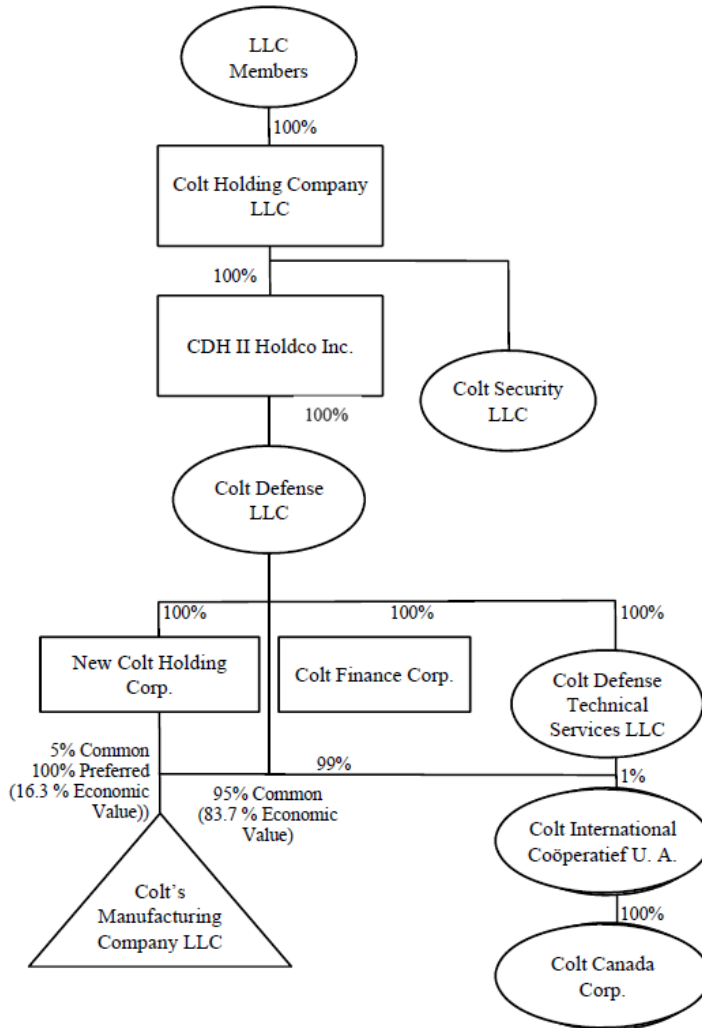 LLC
Members
100%
Colt Holding Company
LLC
100%
CDH II Holdco Inc.
Colt Security
LLC
100%
Colt Defense
LLC
100%
100%
100%
New Colt Holding
Corp.
Colt Finance Corp.
Colt Defense
Technical
Services LLC
5% Common
100% Preferred
(16.3 % Economic
Value))
99%
1%
95% Common
(83.7 % Economic
Value)
Colt International
Coöperatief U. A.
Colt's
Manufacturing
Company LLC
100%
Colt Canada
Corp.